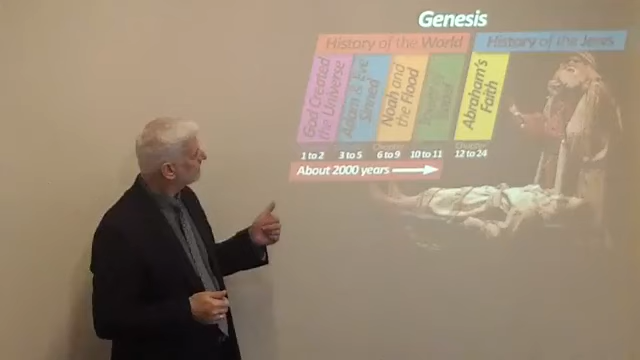 Genesis
History of the World
History of the Jews
God Created
the Universe
Adam & Eve
Sinned
Noah and
the Flood
Abraham's
Faith
1 to 2
3 to 5
6 to 9
10 to 11
12 to 24
About 2000 years